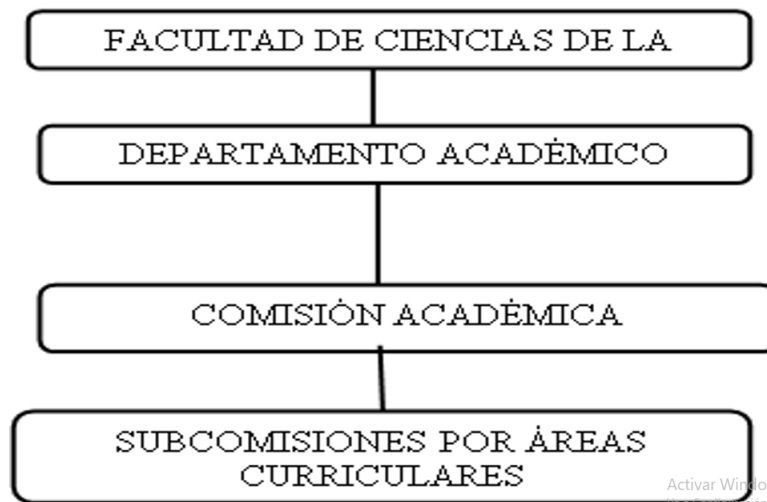 FACULTAD DE CIENCIAS DE LA
DEPARTAMENTO ACADÉMICO
COMISIÓN ACADÉMICA
SUBCOMISIONES POR ÁREAS
CURRICULARES
Activar Windo